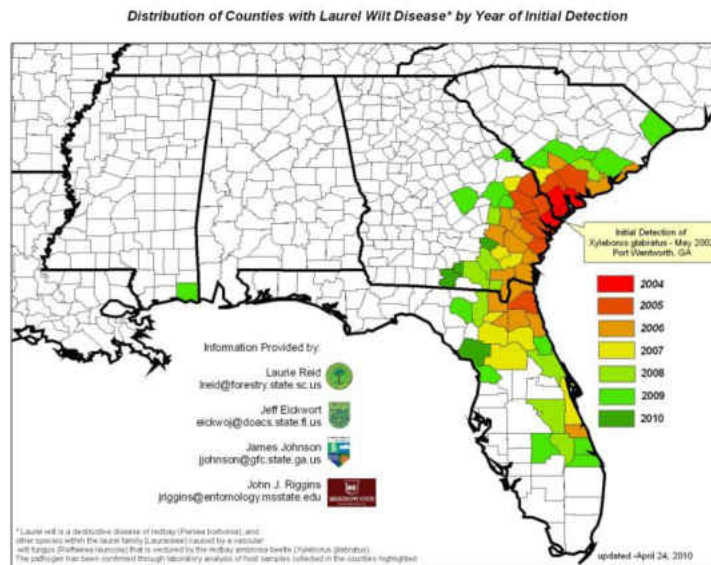 Distribution of Counties with Laurel Wilt Disease* by Year of Initial Detection
Initial Detection of
Xyleborus glabratus - May 2002
Port Wentworth, GA
2004
2005
2006
2007
2008
2009
2010
Information Provided by:
Laurie Reid
lreid@forestry.state.sc.us
Jeff Eickwort
eickwoj@doacs.state.fl.us
James Johnson
jjohnson@gfc.state.ga.us
John J. Riggins
jriggins@entomology.msstate.edu
* Laurel wilt is a destructive disease of redbay (Persea borbonia), and
other species within the laurel family (Lauraceae) caused by a vascular
wilt fungus (Raffaelea lauricola) that is vectored by the redbay ambrosia beetle (Xyleborus glabratus)
The pathogen has been confirmed through laboratory analysis of host samples collected in the counties highlighted
updated -April 24, 2010